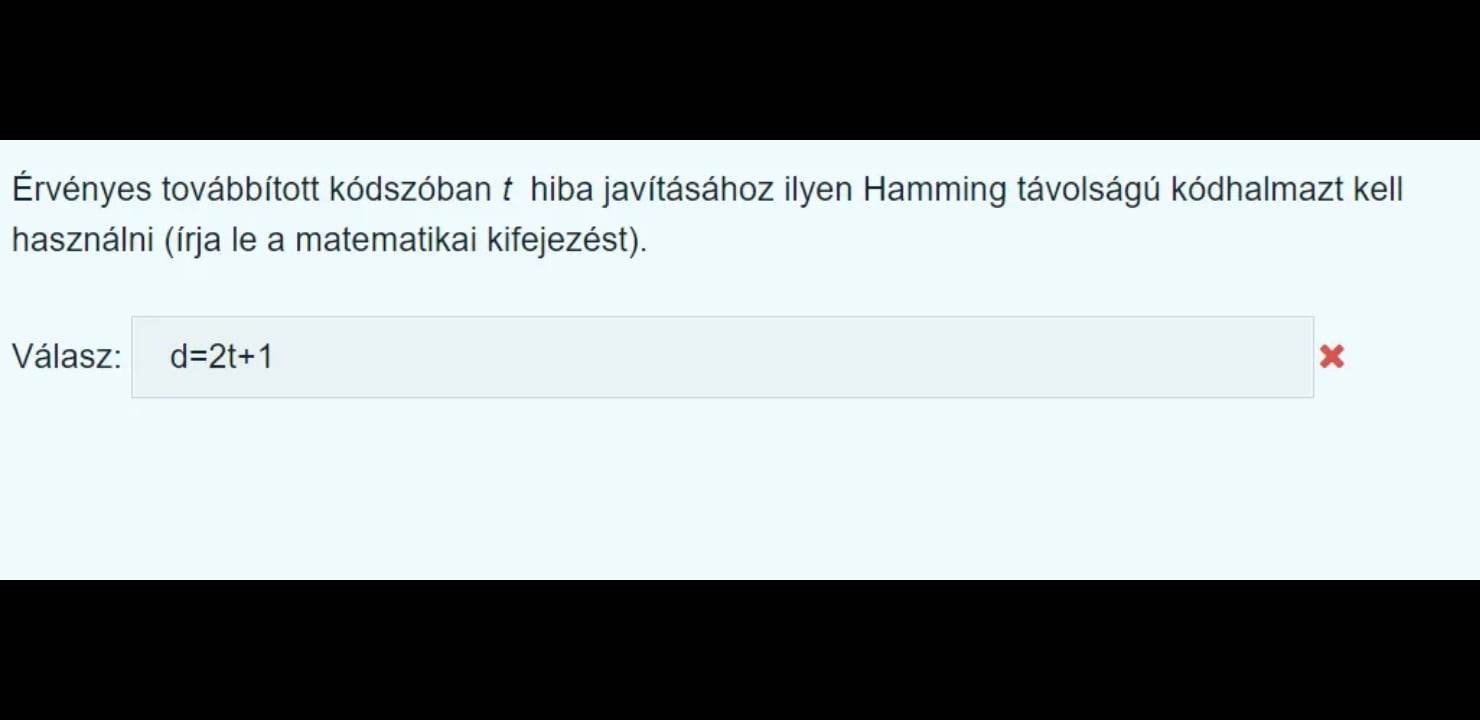 Érvényes továbbított kódszóban t hiba javításához ilyen Hamming távolságú kódhalmazt kell
használni (írja le a matematikai kifejezést).
Válasz: d=2t+1